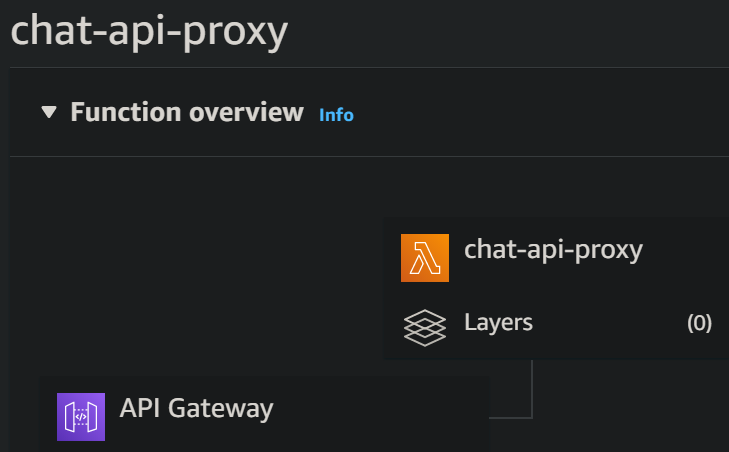 chat-api-proxy
Function overview Info
chat-api-proxy
Layers (0)
API Gateway